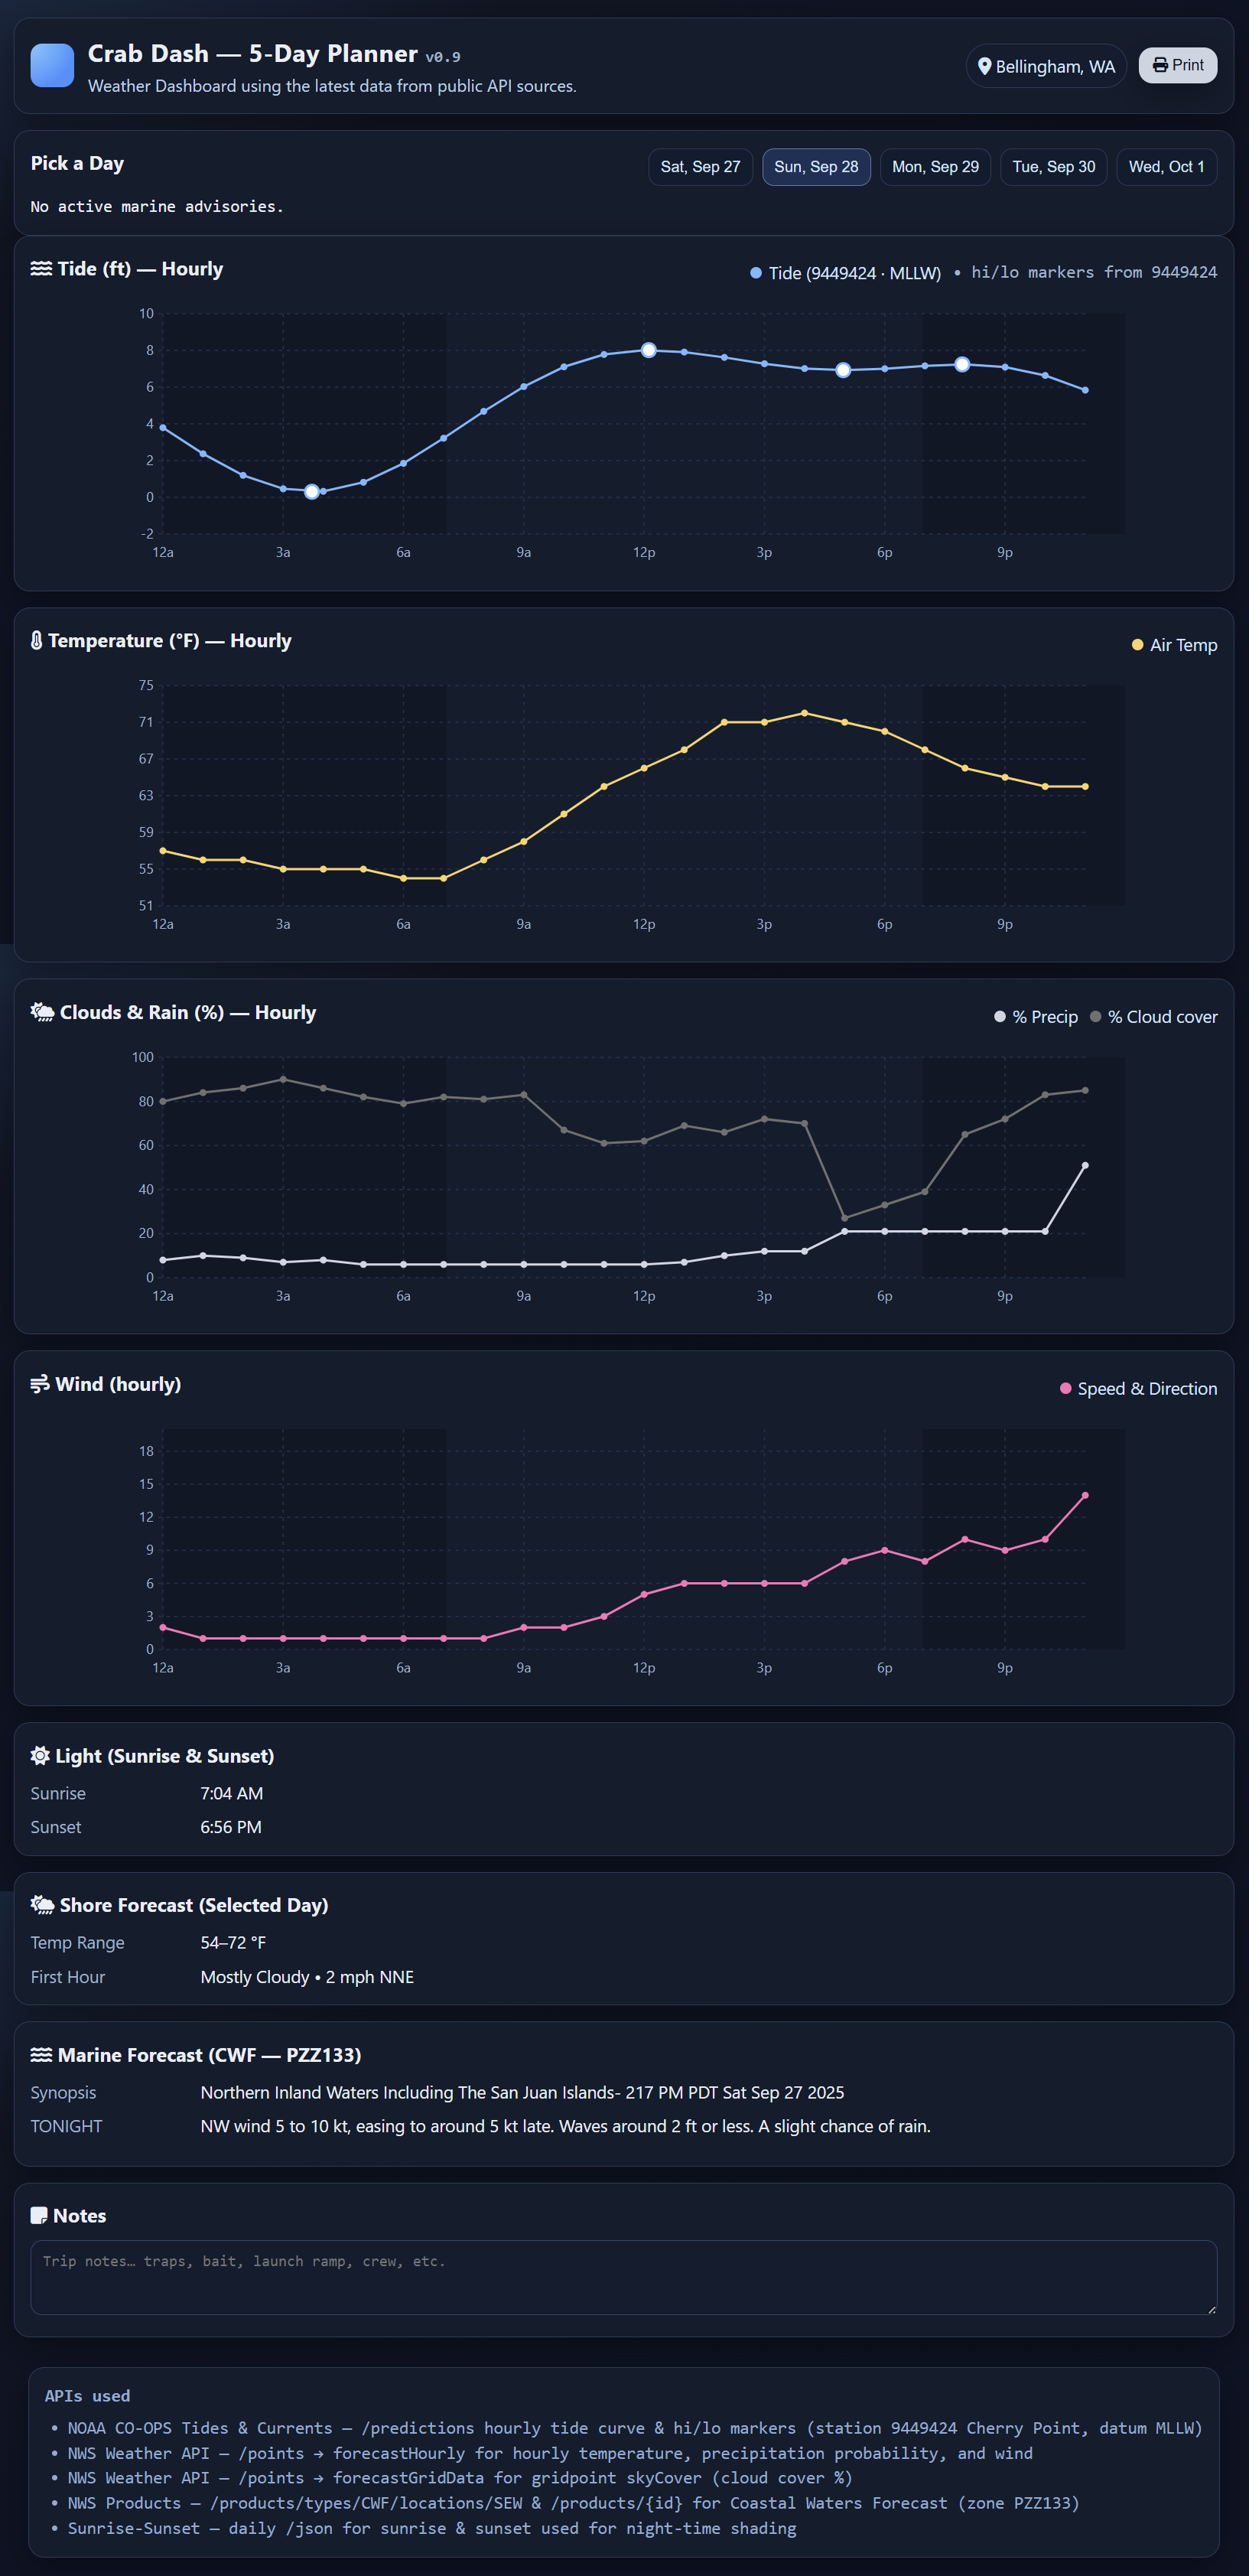 Crab Dash — 5-Day Planner v0.9
Weather Dashboard using the latest data from public API sources.
Bellingham, WA
Print
Pick a Day
Sat, Sep 27
Sun, Sep 28
Mon, Sep 29
Tue, Sep 30
Wed, Oct 1
No active marine advisories.
Tide (ft) — Hourly
Tide (9449424 · MLLW) • hi/lo markers from 9449424
10
8
6
4
2
0
-2
12a 3a 6a 9a 12p 3p 6p 9p
Temperature (°F) — Hourly
Air Temp
75
71
67
63
59
55
51
12a 3a 6a 9a 12p 3p 6p 9p
Clouds & Rain (%) — Hourly
% Precip % Cloud cover
100
80
60
40
20
0
12a 3a 6a 9a 12p 3p 6p 9p
Wind (hourly)
Speed & Direction
18
15
12
9
6
3
0
12a 3a 6a 9a 12p 3p 6p 9p
Light (Sunrise & Sunset)
Sunrise 7:04 AM
Sunset 6:56 PM
Shore Forecast (Selected Day)
Temp Range 54–72 °F
First Hour Mostly Cloudy • 2 mph NNE
Marine Forecast (CWF — PZZ133)
Synopsis Northern Inland Waters Including The San Juan Islands- 217 PM PDT Sat Sep 27 2025
TONIGHT NW wind 5 to 10 kt, easing to around 5 kt late. Waves around 2 ft or less. A slight chance of rain.
Notes
Trip notes… traps, bait, launch ramp, crew, etc.
APIs used
• NOAA CO-OPS Tides & Currents — /predictions hourly tide curve & hi/lo markers (station 9449424 Cherry Point, datum MLLW)
• NWS Weather API — /points → forecastHourly for hourly temperature, precipitation probability, and wind
• NWS Weather API — /points → forecastGridData for gridpoint skyCover (cloud cover %)
• NWS Products — /products/types/CWF/locations/SEW & /products/{id} for Coastal Waters Forecast (zone PZZ133)
• Sunrise-Sunset — daily /json for sunrise & sunset used for night-time shading